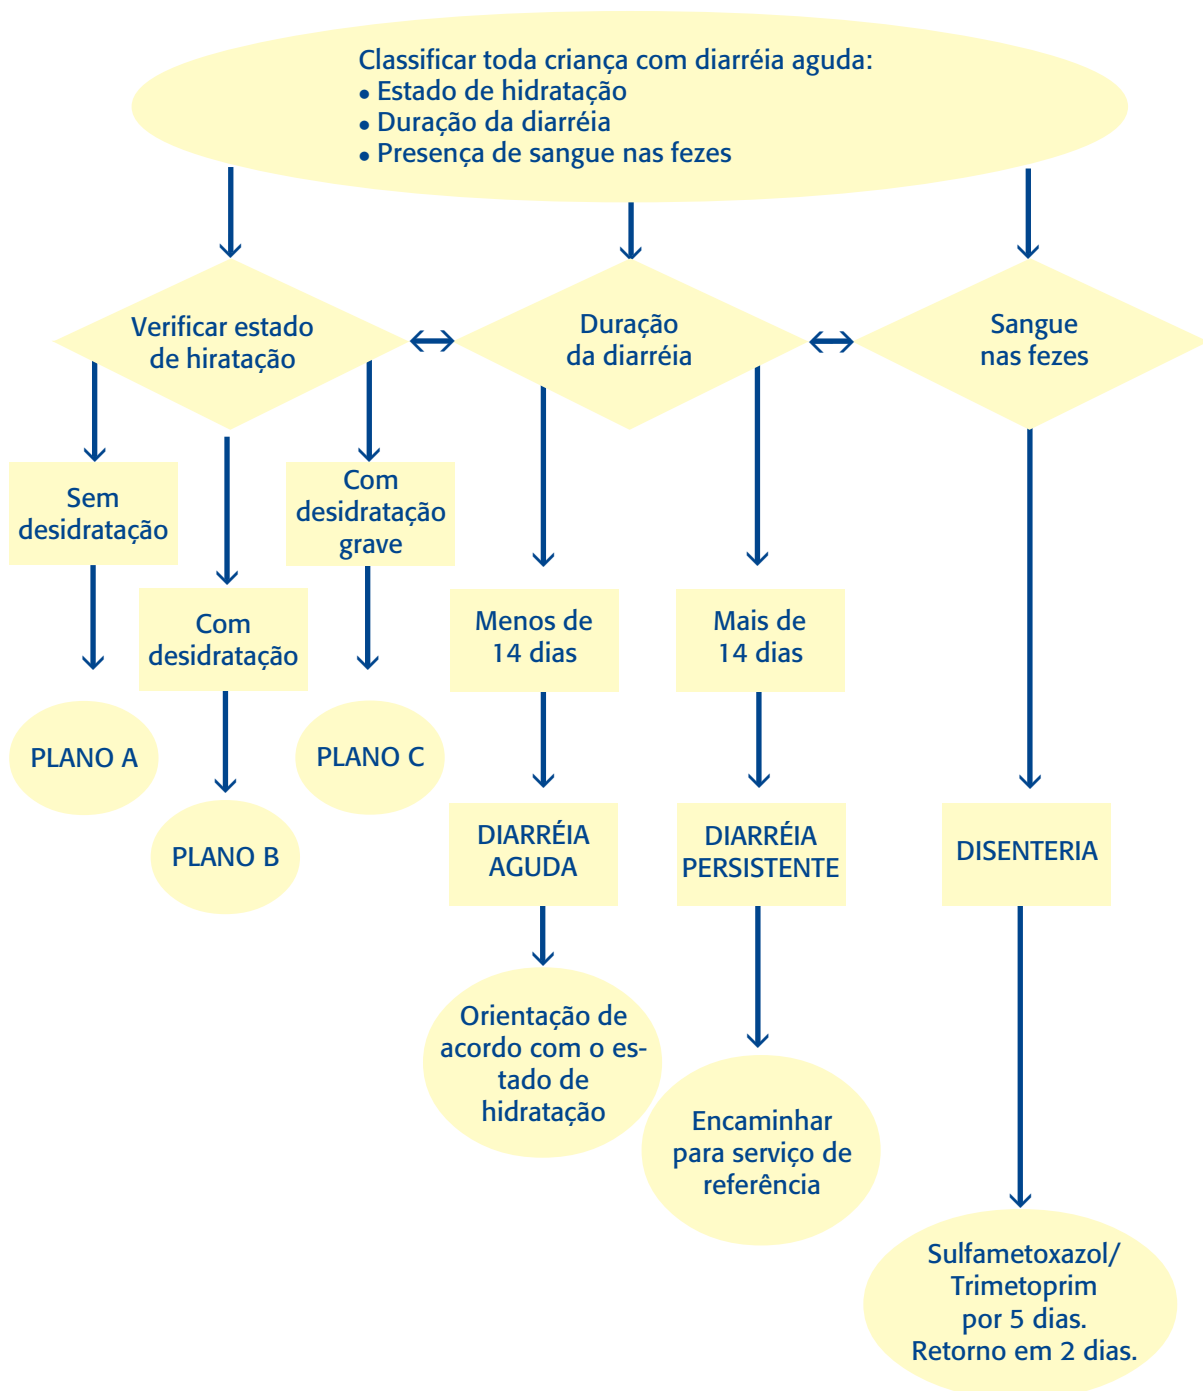 Classificar toda criança com diarréia aguda:
• Estado de hidratação
• Duração da diarréia
• Presença de sangue nas fezes
Verificar estado
de hiratação
Duração
da diarréia
Sangue
nas fezes
Sem
desidratação
Com
desidratação
Com
desidratação
grave
Menos de
14 dias
Mais de
14 dias
PLANO A
PLANO B
PLANO C
DIARRÉIA
AGUDA
DIARRÉIA
PERSISTENTE
DISENTERIA
Orientação de
acordo com o es-
tado de
hidratação
Encaminhar
para serviço de
referência
Sulfametoxazol/
Trimetoprim
por 5 dias.
Retorno em 2 dias.